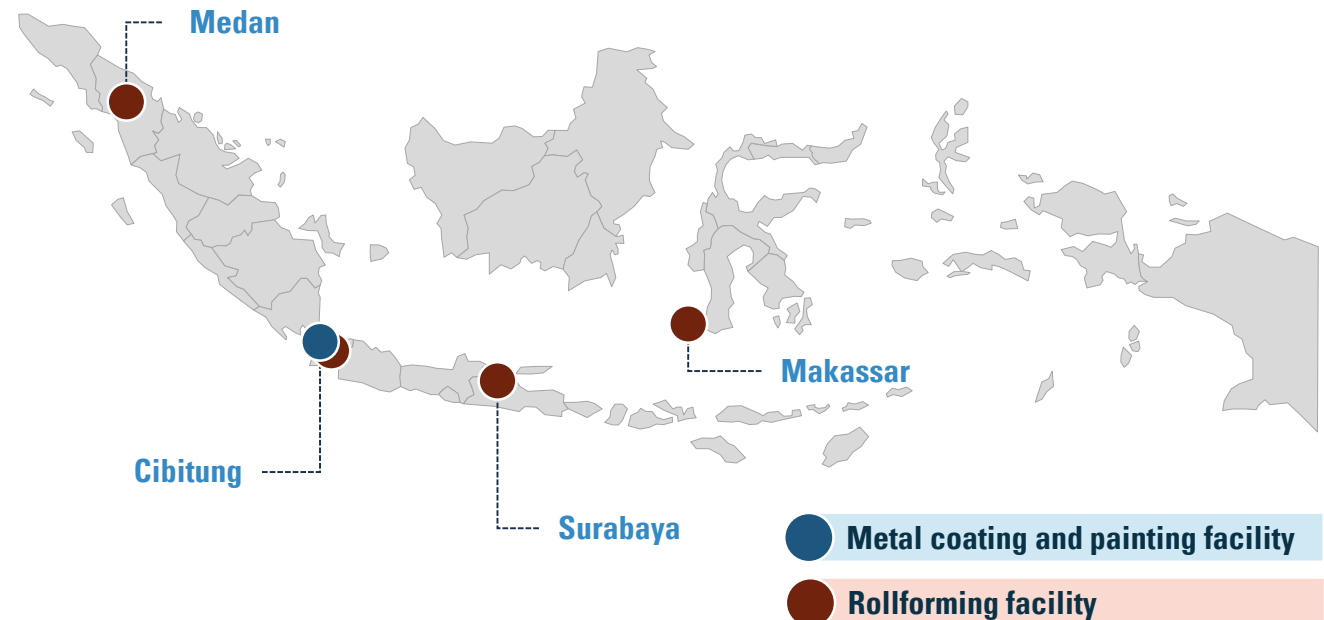 Medan
Makassar
Cibitung
Surabaya
Metal coating and painting facility
Rollforming facility